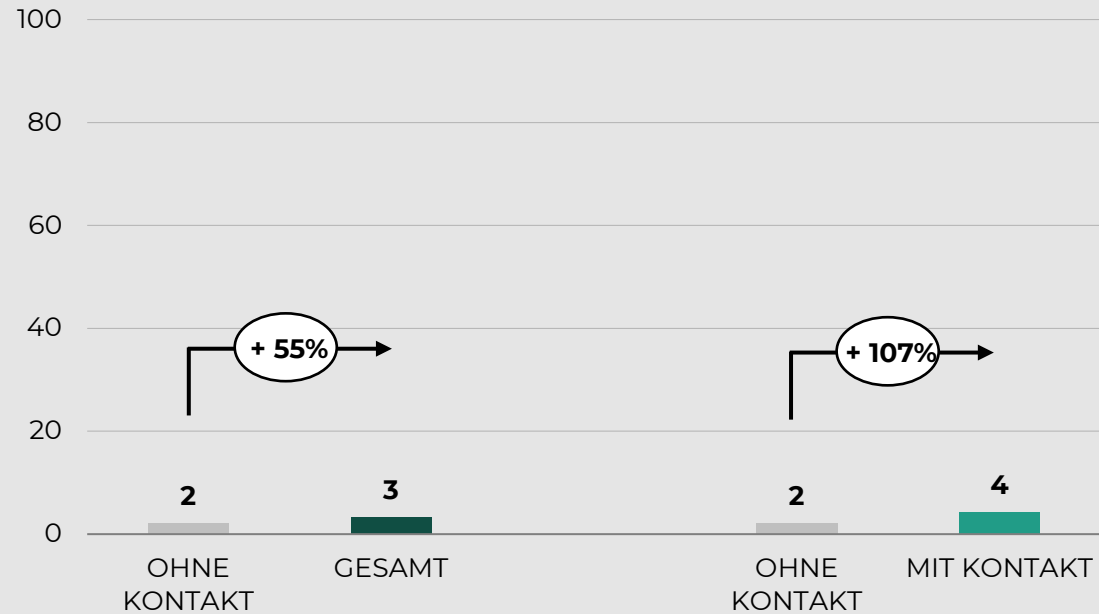 100
80
60
40
20
0
+ 55%
+ 107%
2
3
2
4
OHNE
KONTAKT
GESAMT
OHNE
KONTAKT
MIT KONTAKT